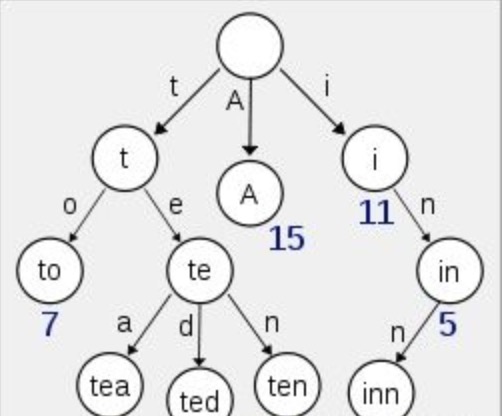 t A i
t A i
15 11
o e n
to te in
7 5
a d n n
tea ted ten inn